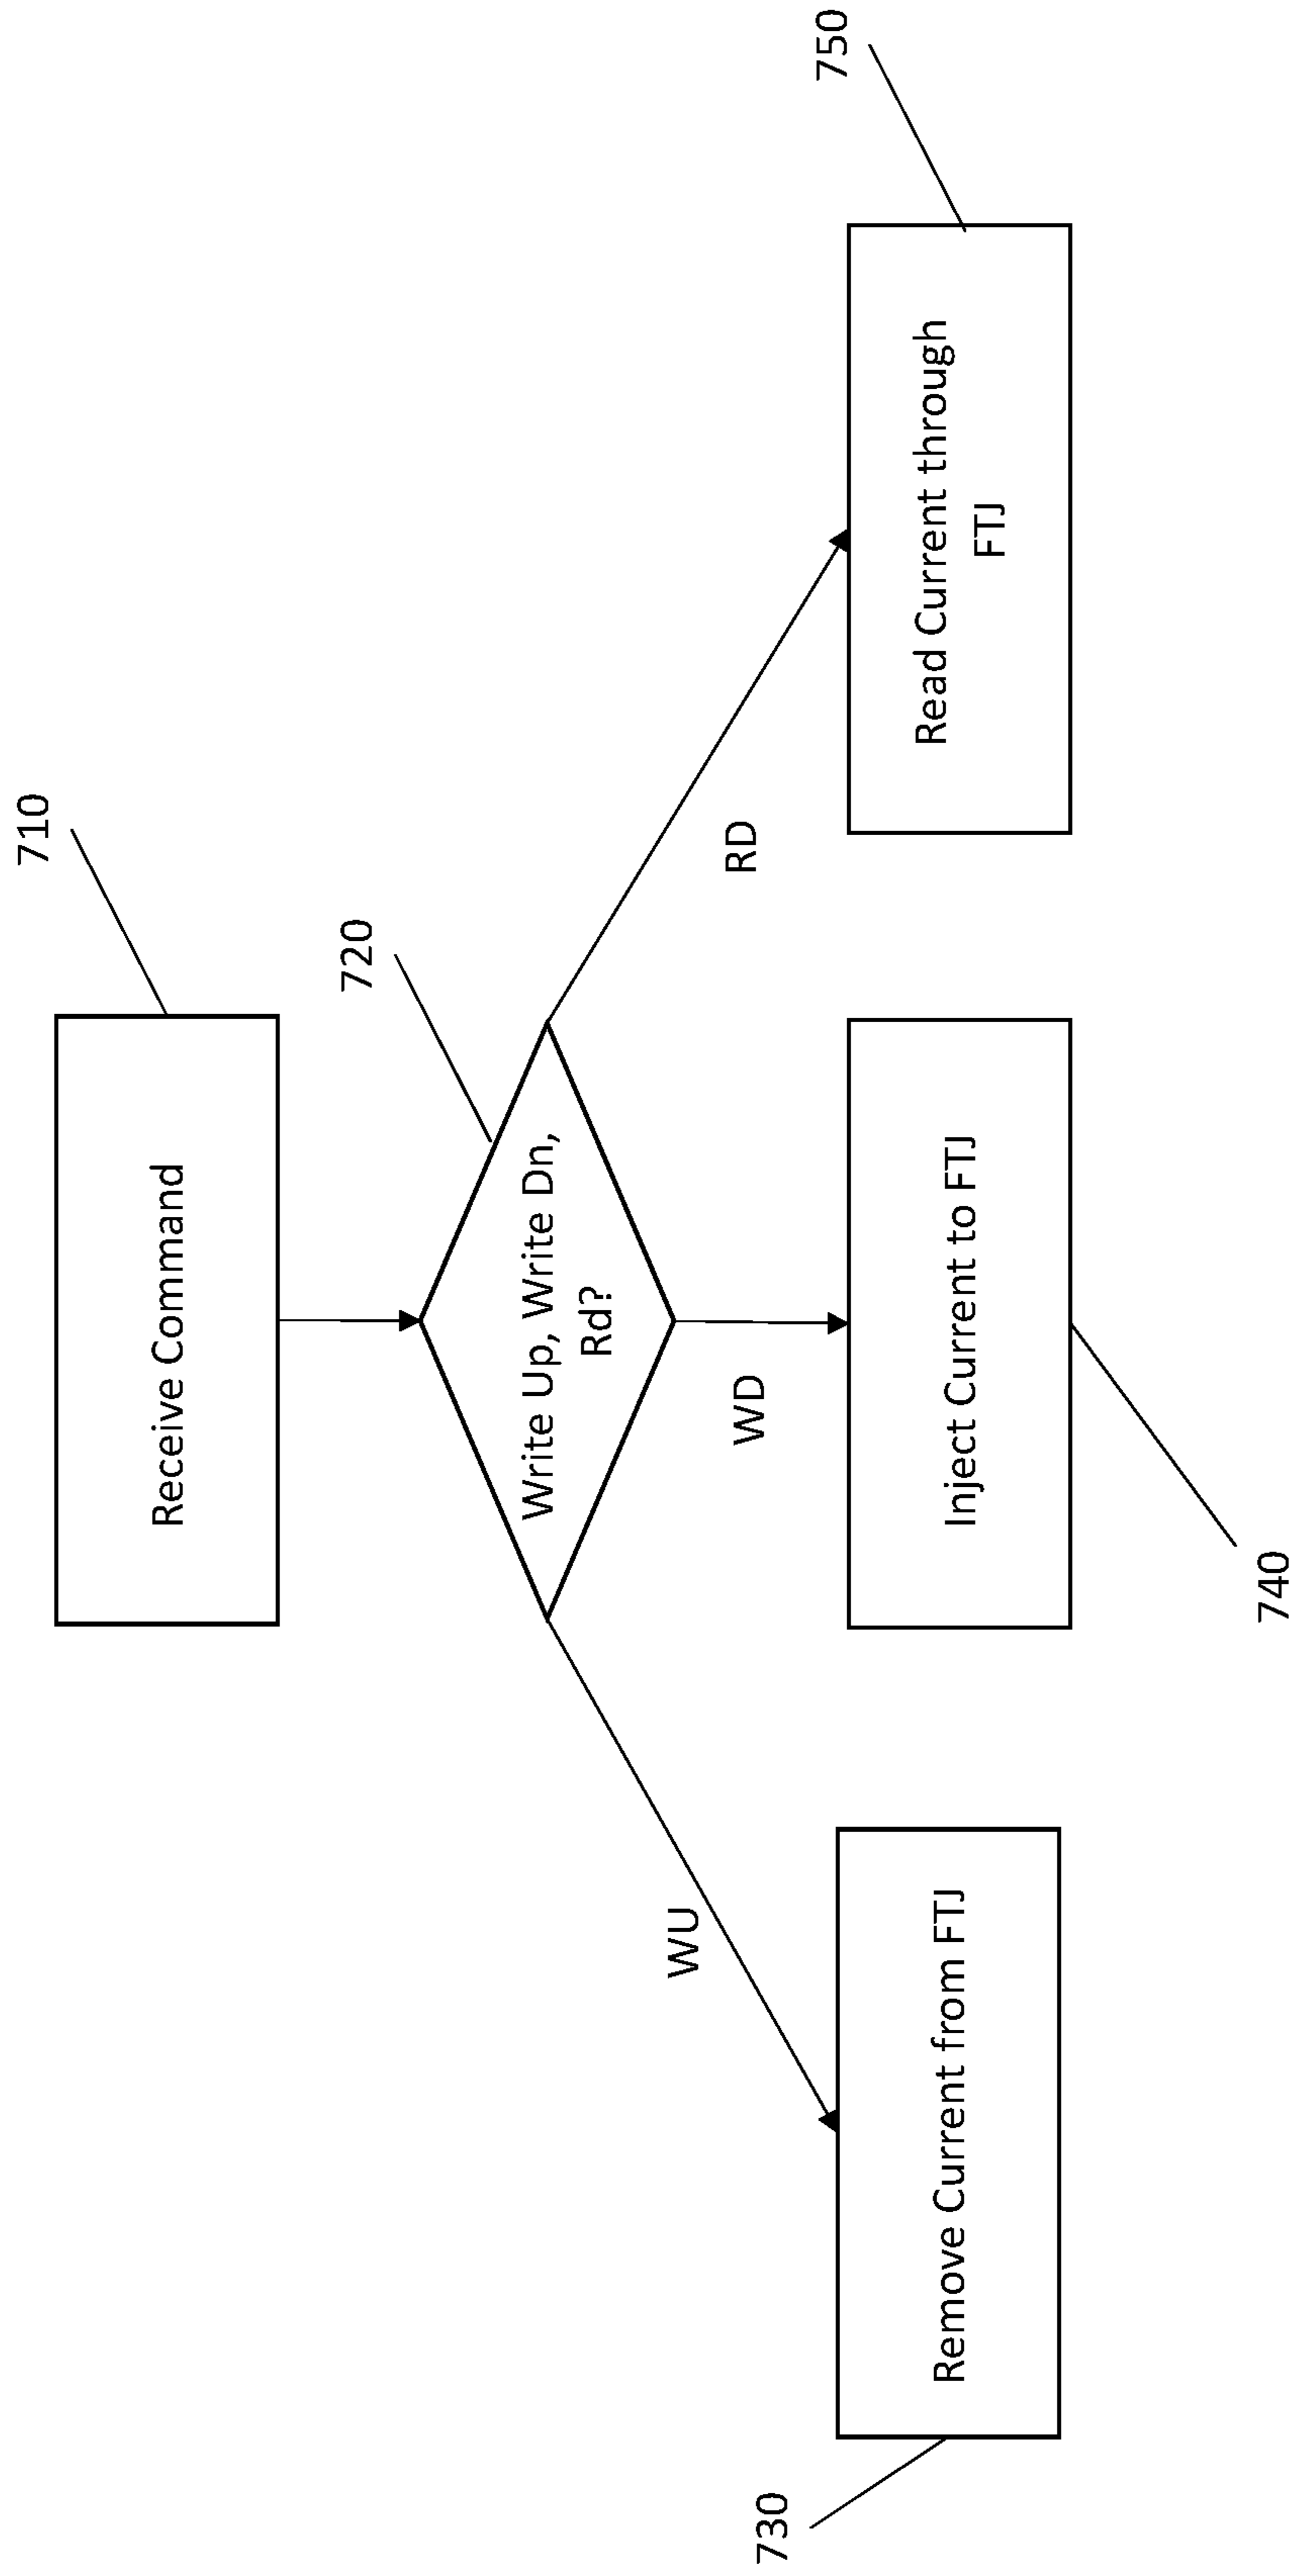 710
Receive Command
720
Write Up, Write Dn,
Rd?
WU
WD
RD
730
Remove Current from FTJ
Inject Current to FTJ
740
750
Read Current through
FTJ